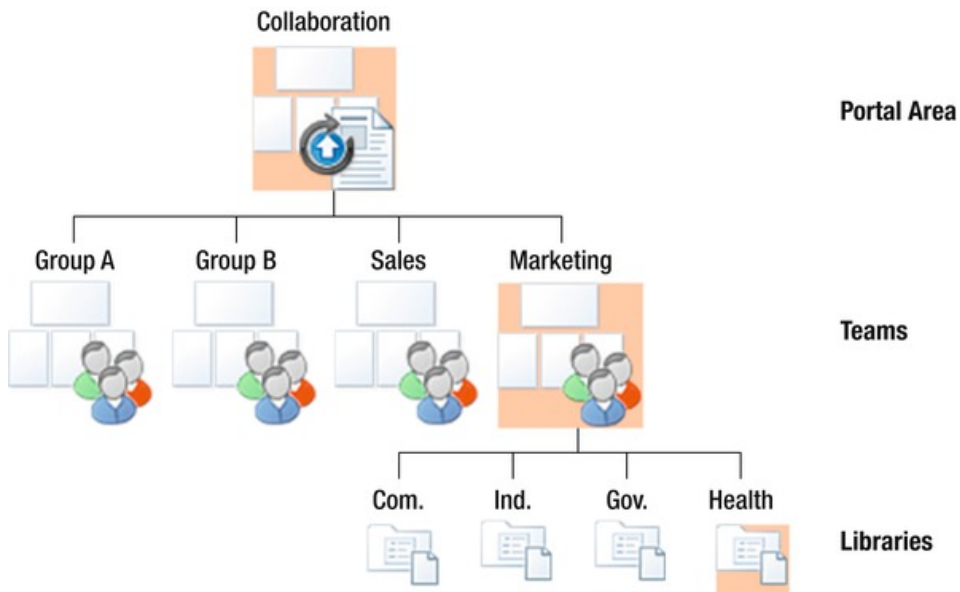 Collaboration
Portal Area
Group A
Group B
Sales
Marketing
Teams
Com.
Ind.
Gov.
Health
Libraries